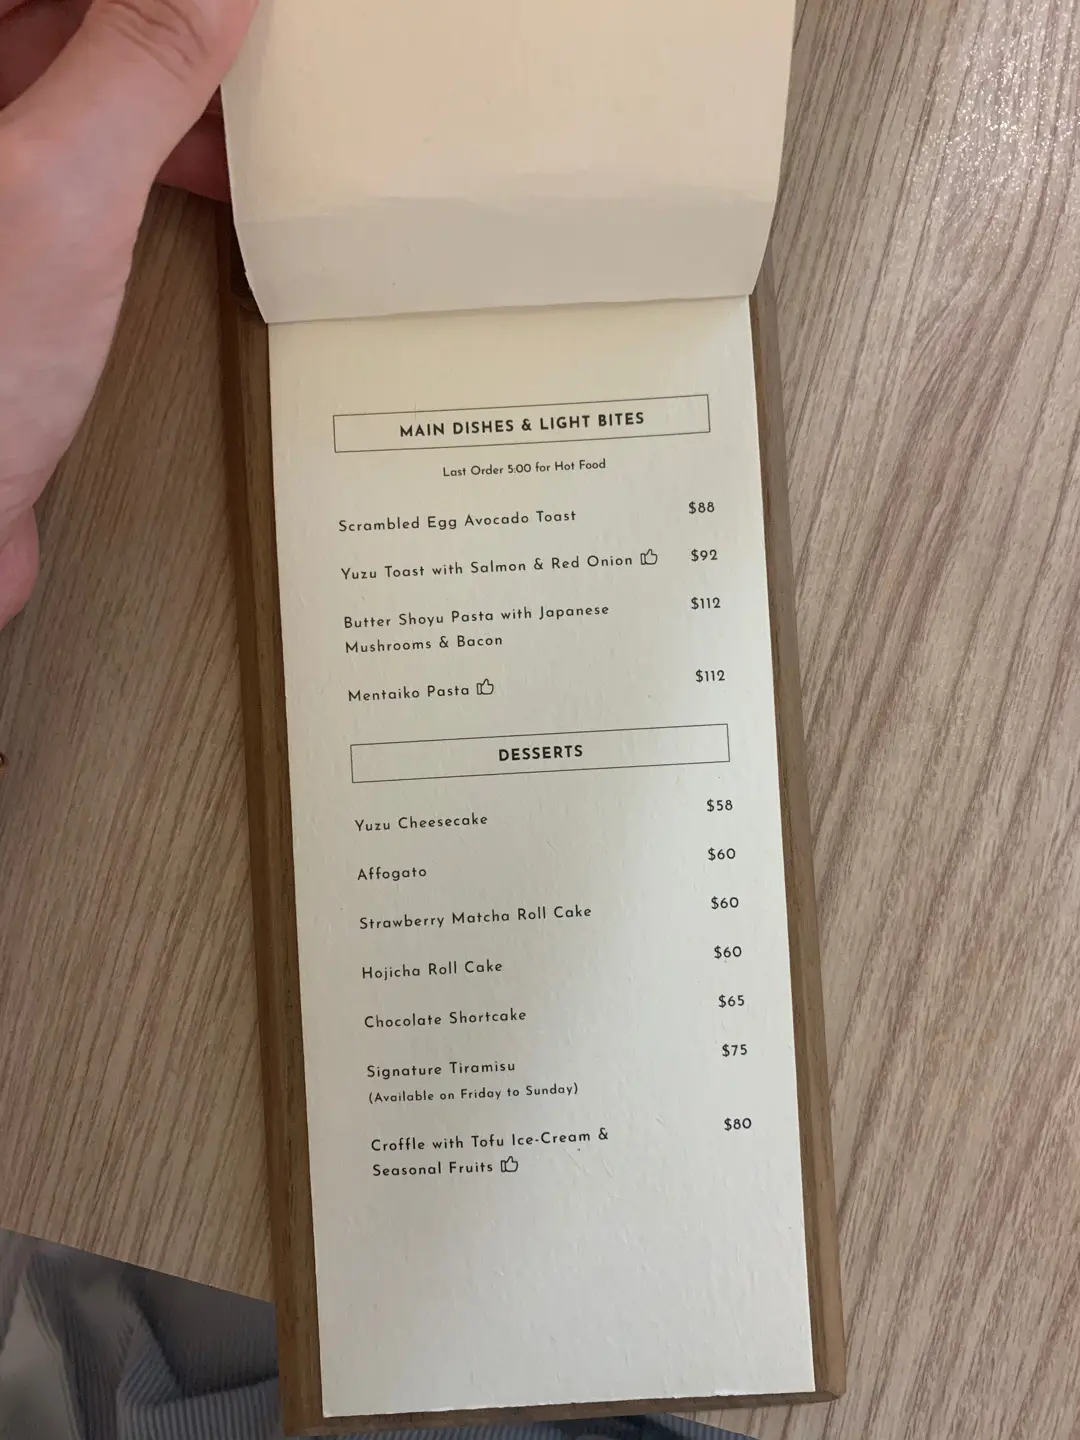 MAIN DISHES & LIGHT BITES
Last Order 5:00 for Hot Food
Scrambled Egg Avocado Toast $88
Yuzu Toast with Salmon & Red Onion $92
Butter Shoyu Pasta with Japanese $112
Mushrooms & Bacon
Mentaiko Pasta $112
DESSERTS
Yuzu Cheesecake $58
Affogato $60
Strawberry Matcha Roll Cake $60
Hojicha Roll Cake $60
Chocolate Shortcake $65
Signature Tiramisu $75
(Available on Friday to Sunday)
Croffle with Tofu Ice-Cream & $80
Seasonal Fruits